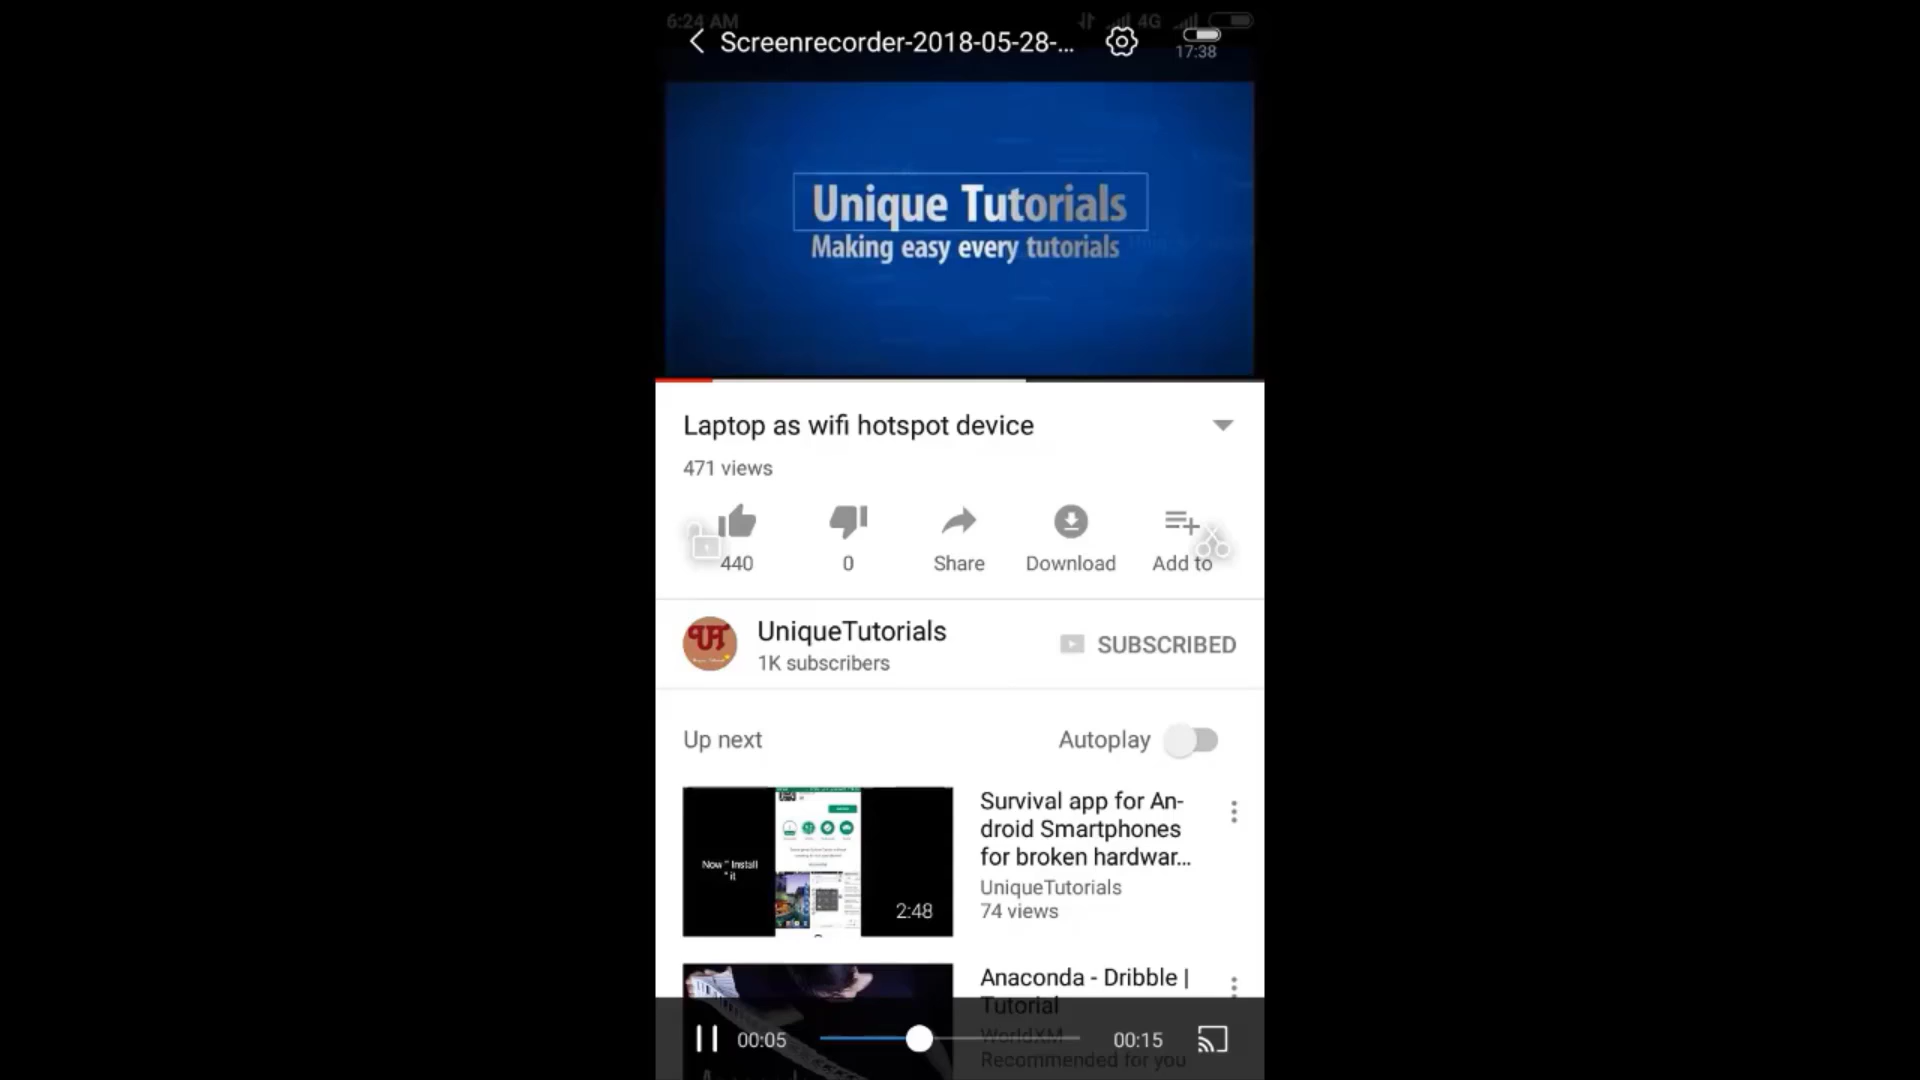 6:24 AM
4G
Screenrecorder-2018-05-28-...
17:38
Unique Tutorials
Making easy every tutorials
Laptop as wifi hotspot device
471 views
440
0
Share
Download
Add to
UniqueTutorials
1K subscribers
SUBSCRIBED
Up next
Autoplay
Now " Install
" it
2:48
Survival app for An-
droid Smartphones
for broken hardwar...
UniqueTutorials
74 views
Anaconda - Dribble |
Tutorial
WorldXM
Recommended for you
00:05
00:15